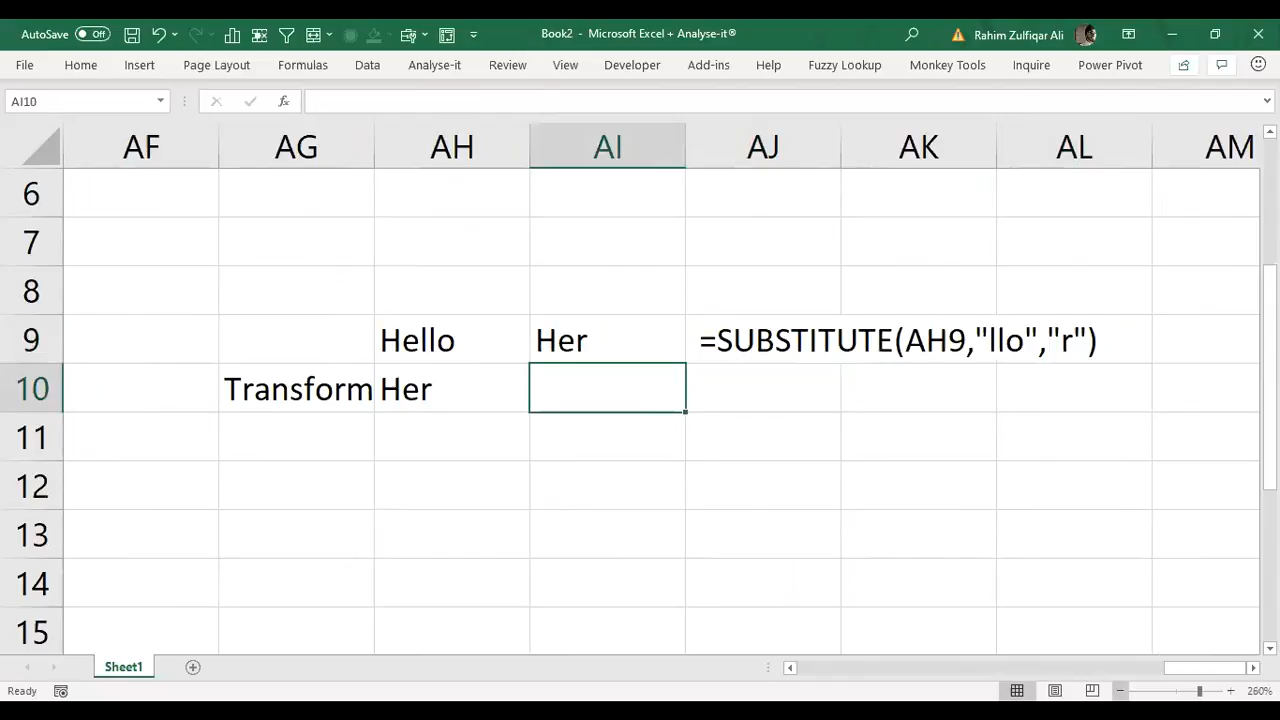 AutoSave Off Book2 - Microsoft Excel + Analyse-it® Rahim Zulfiqar Ali
File Home Insert Page Layout Formulas Data Analyse-it Review View Developer Add-ins Help Fuzzy Lookup Monkey Tools Inquire Power Pivot
AI10 fx
AF AG AH AI AJ AK AL AM
6
7
8
9 Hello Her =SUBSTITUTE(AH9,"llo","r")
10 Transform Her
11
12
13
14
15
Sheet1
Ready 260%